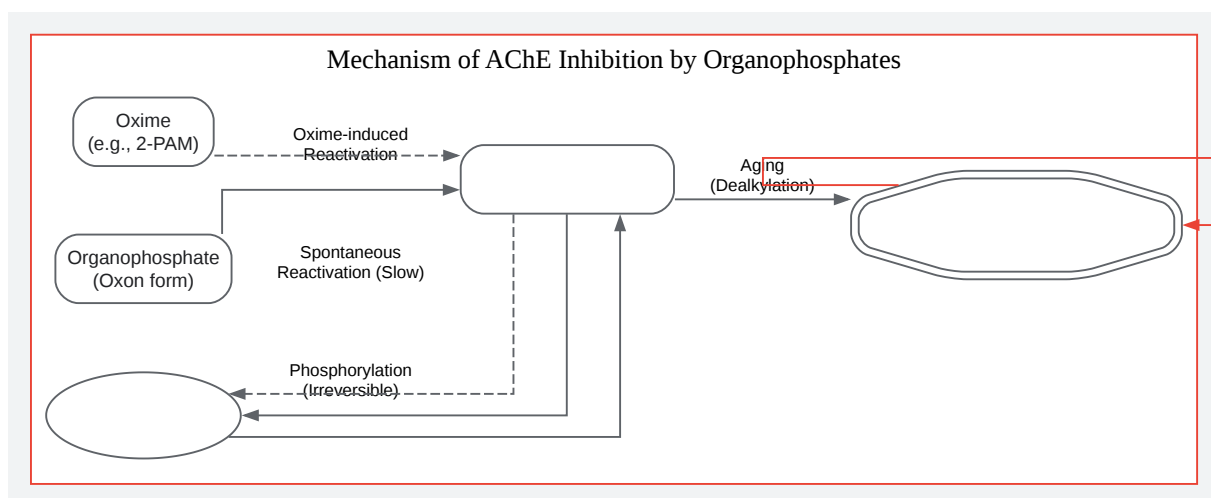 Mechanism of AChE Inhibition by Organophosphates
Oxime
(e.g., 2-PAM)
Oxime-induced
Reactivation
Aging
(Dealkylation)
Organophosphate
(Oxon form)
Spontaneous
Reactivation (Slow)
Phosphorylation
(Irreversible)